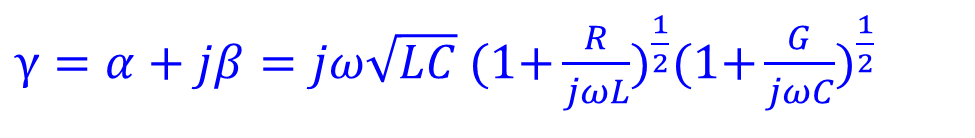 γ = α + jβ = jω√LC (1+ R/jωL)^1/2 (1+ G/jωC)^1/2